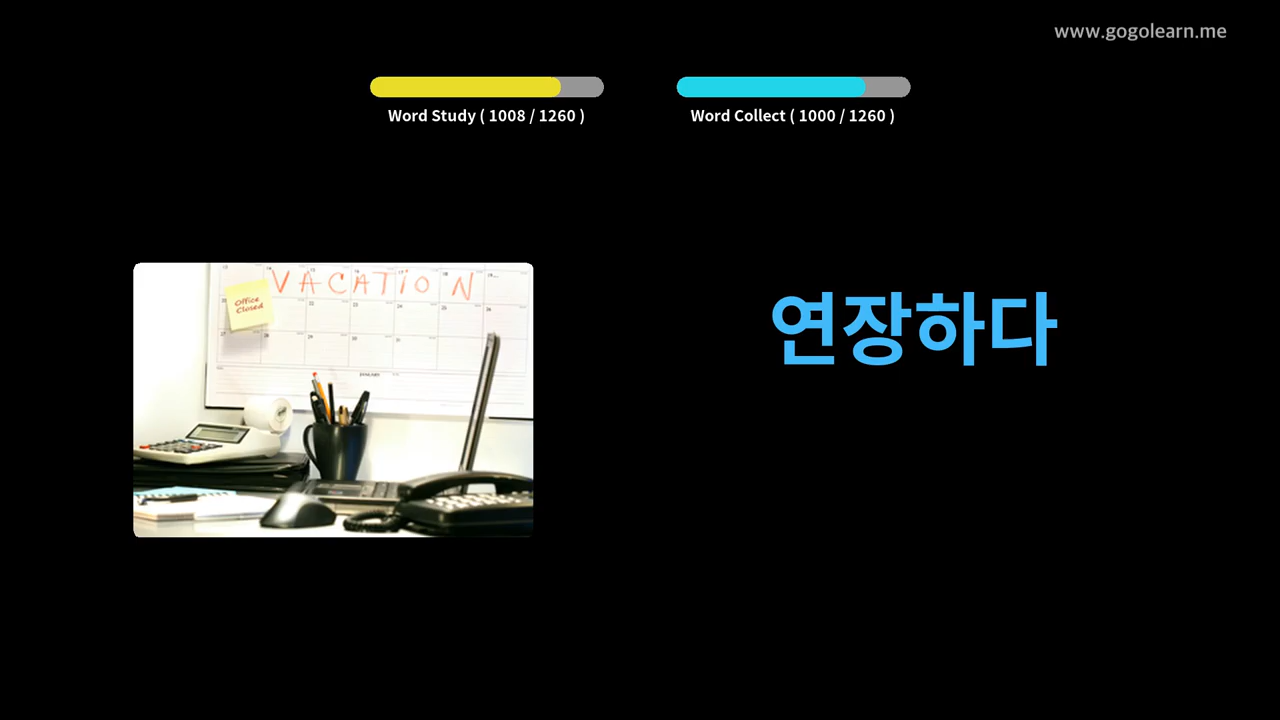 www.gogolearn.me
Word Study ( 1008 / 1260 )
Word Collect ( 1000 / 1260 )
VACATION
Office
Closed
연장하다